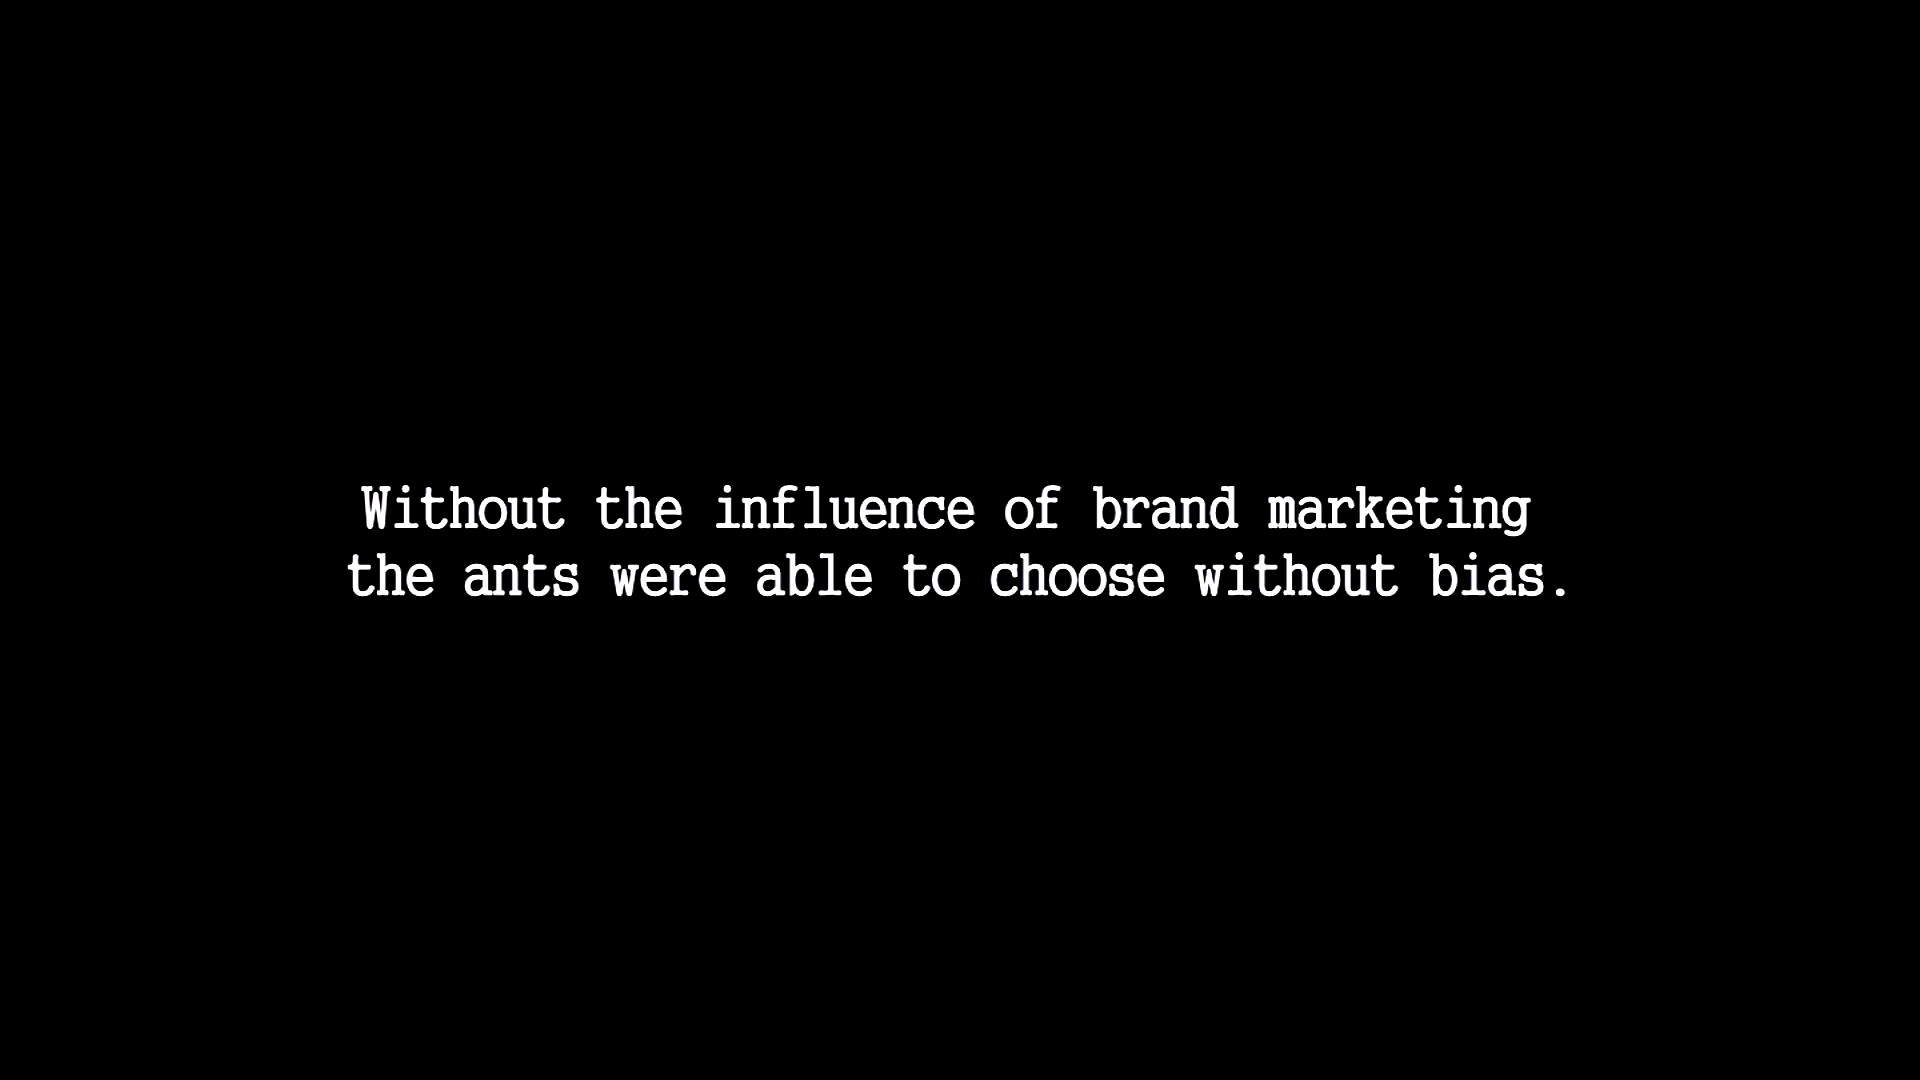 Without the influence of brand marketing
the ants were able to choose without bias.